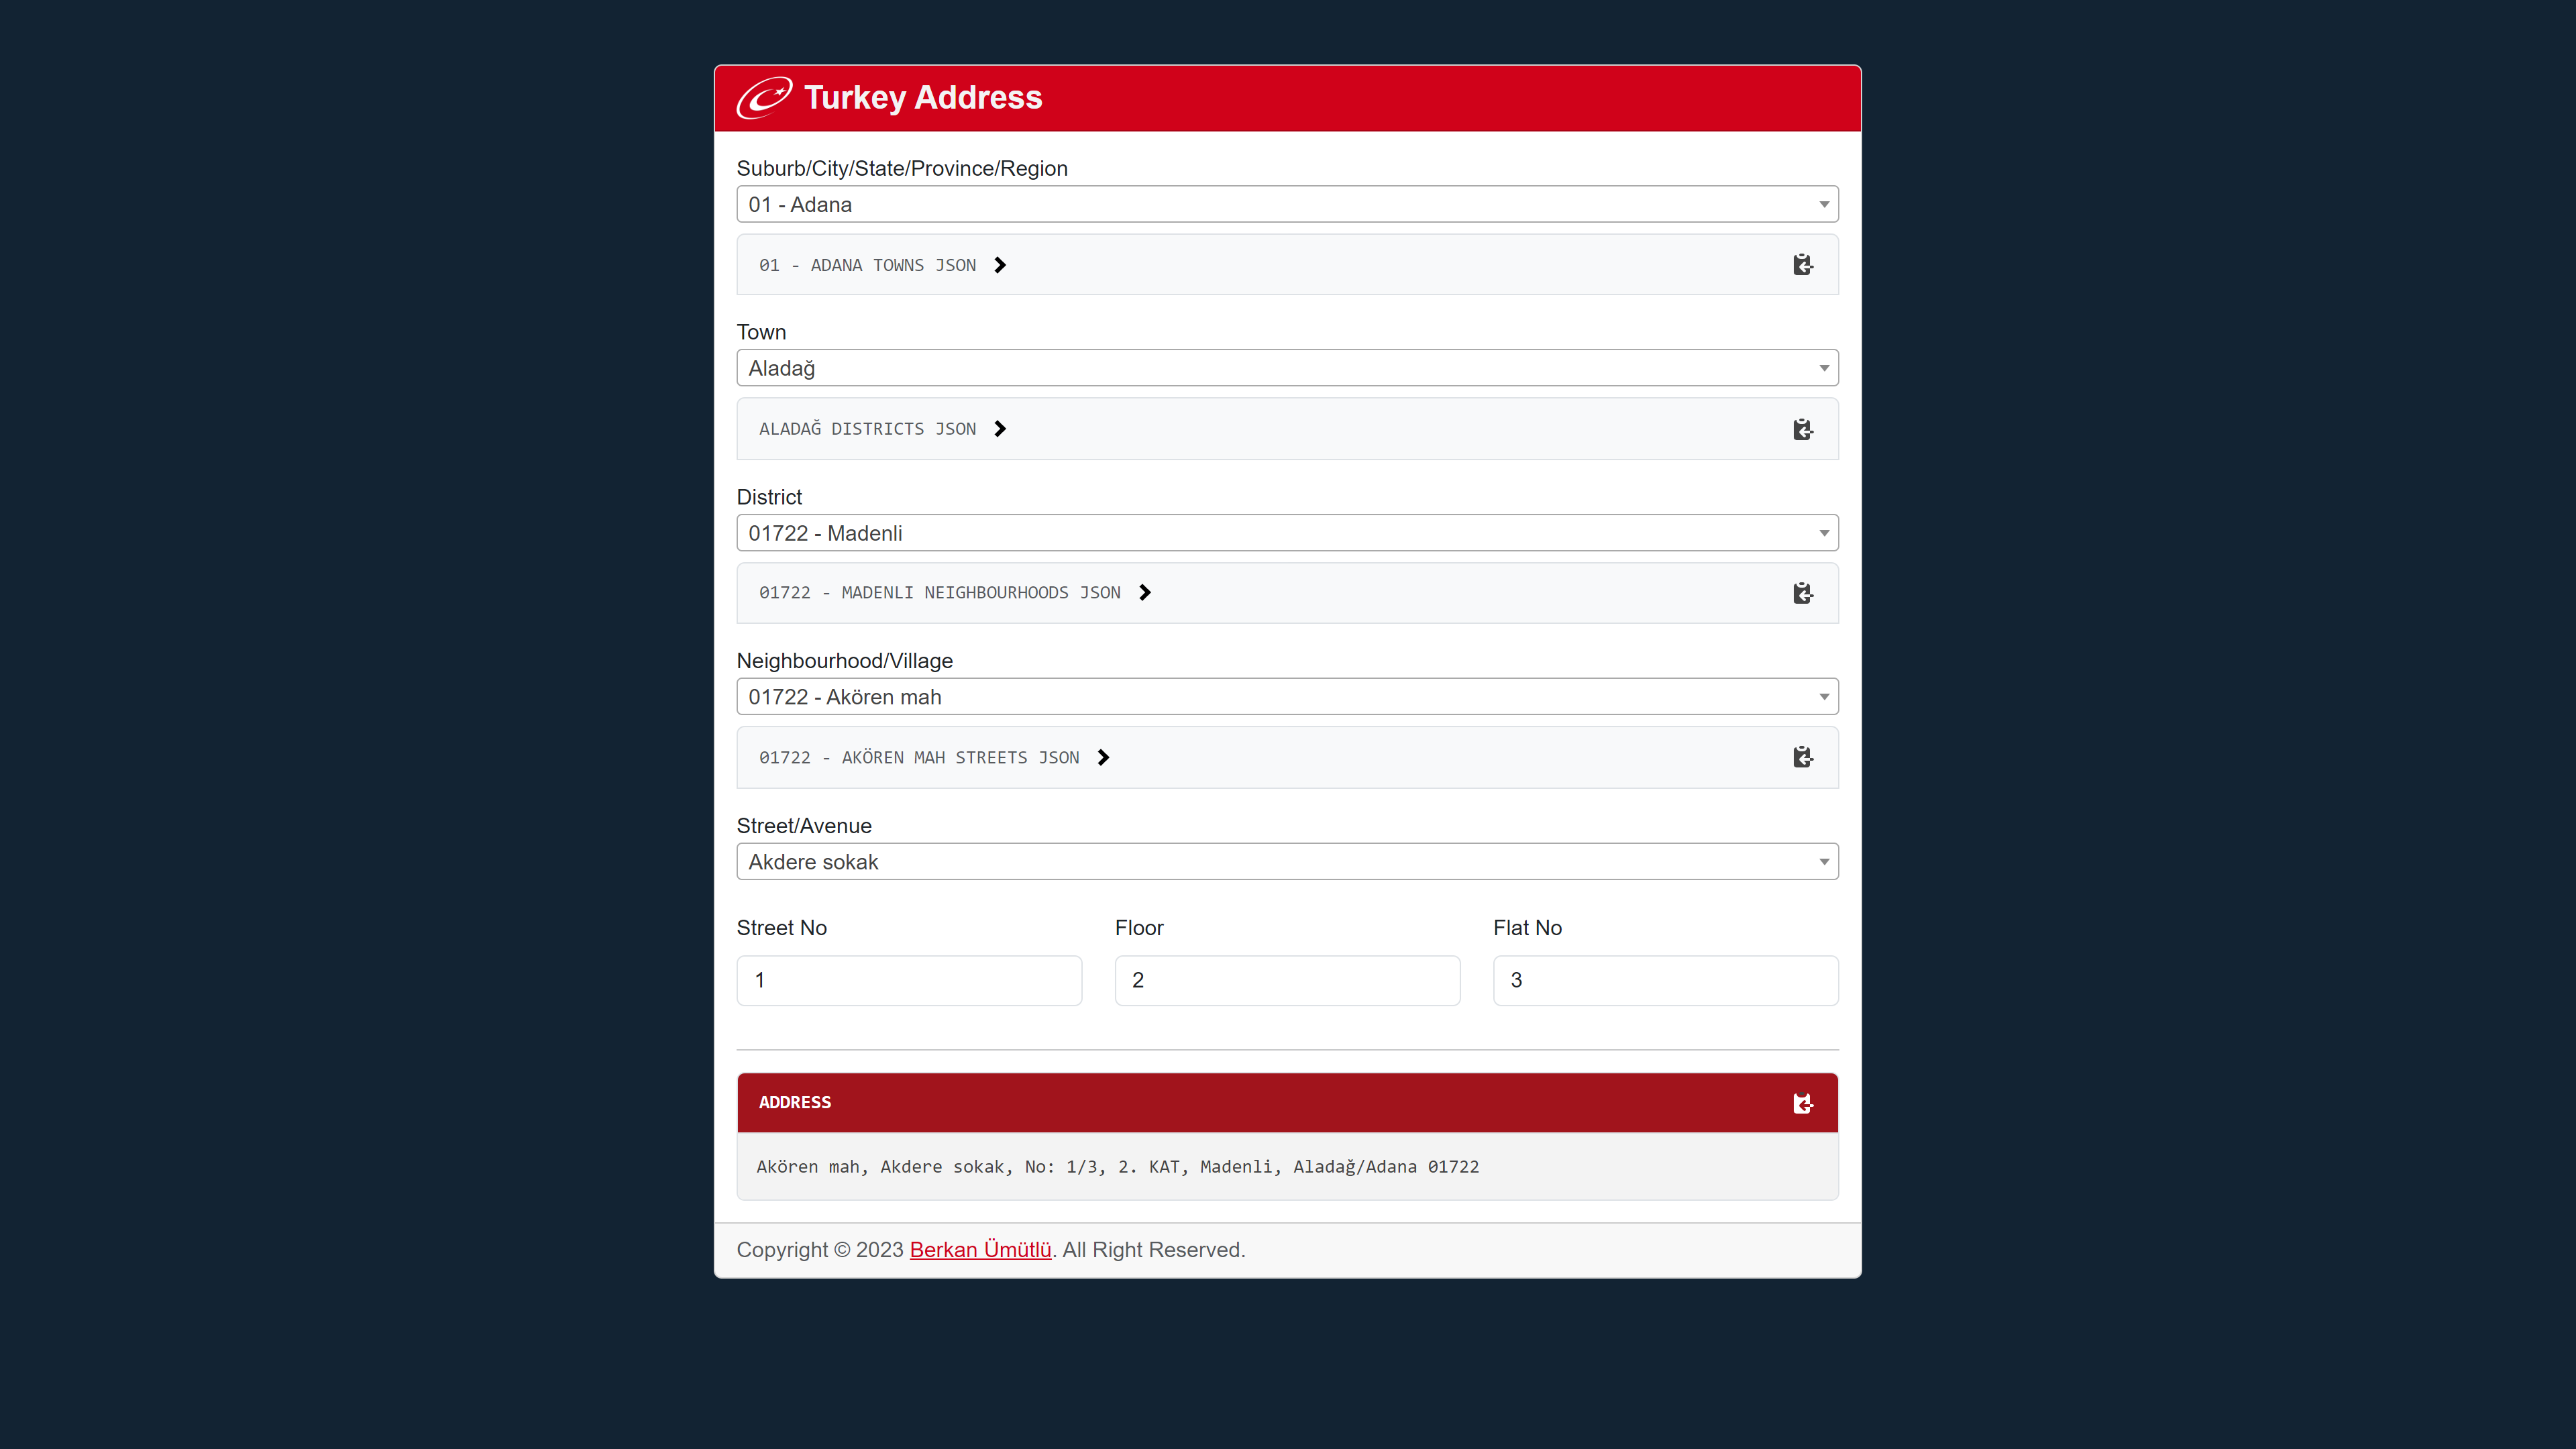 Turkey Address
Suburb/City/State/Province/Region
01 - Adana
01 - ADANA TOWNS JSON
Town
Aladağ
ALADAĞ DISTRICTS JSON
District
01722 - Madenli
01722 - MADENLI NEIGHBOURHOODS JSON
Neighbourhood/Village
01722 - Akören mah
01722 - AKÖREN MAH STREETS JSON
Street/Avenue
Akdere sokak
Street No Floor Flat No
1 2 3
ADDRESS
Akören mah, Akdere sokak, No: 1/3, 2. KAT, Madenli, Aladağ/Adana 01722
Copyright © 2023 Berkan Ümütlü. All Right Reserved.